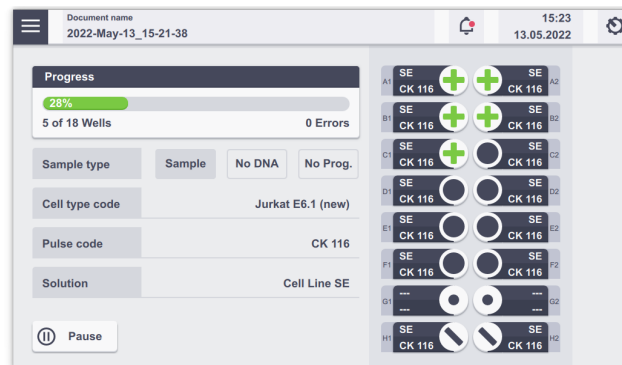 Document name
2022-May-13_15-21-38
15:23
13.05.2022
Progress
28%
5 of 18 Wells 0 Errors
Sample type Sample No DNA No Prog.
Cell type code Jurkat E6.1 (new)
Pulse code CK 116
Solution Cell Line SE
Pause
A1 SE CK 116 SE CK 116 A2
B1 SE CK 116 SE CK 116 B2
C1 SE CK 116 SE CK 116 C2
D1 SE CK 116 SE CK 116 D2
E1 SE CK 116 SE CK 116 E2
F1 SE CK 116 SE CK 116 F2
G1 --- --- --- --- G2
H1 SE CK 116 SE CK 116 H2